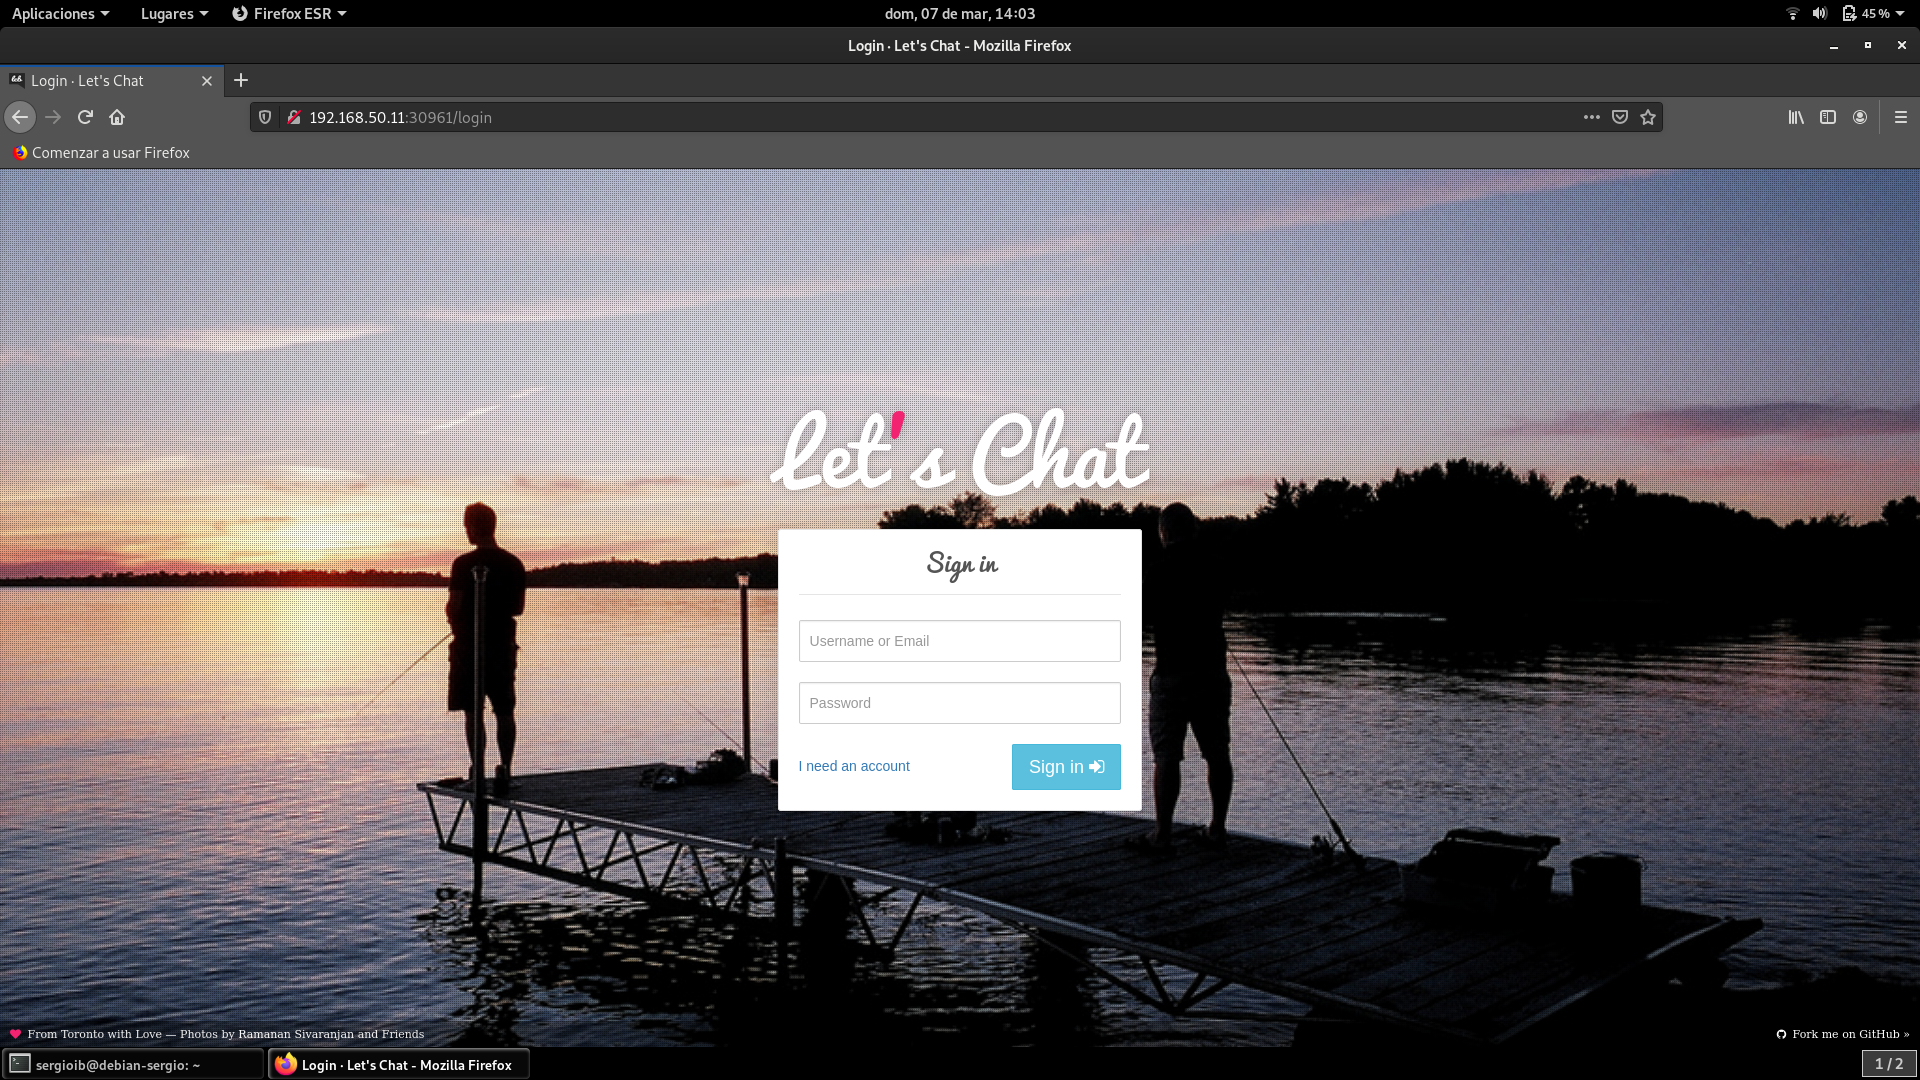 Aplicaciones Lugares Firefox ESR dom, 07 de mar, 14:03 45 %
Login · Let's Chat - Mozilla Firefox
Login · Let's Chat
192.168.50.11:30961/login
Comenzar a usar Firefox
Let's Chat
Sign in
Username or Email
Password
I need an account Sign in
From Toronto with Love — Photos by Ramanan Sivaranjan and Friends Fork me on GitHub »
sergioib@debian-sergio: ~ Login · Let's Chat - Mozilla Firefox 1 / 2